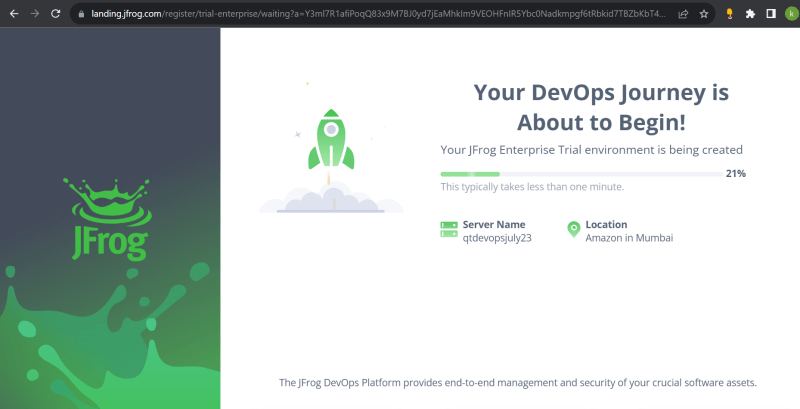 landing.jfrog.com/register/trial-enterprise/waiting?a=
Your DevOps Journey is
About to Begin!
Your JFrog Enterprise Trial environment is being created
21%
This typically takes less than one minute.
Server Name
qtdevopsjuly23
Location
Amazon in Mumbai
JFrog
The JFrog DevOps Platform provides end-to-end management and security of your crucial software assets.
k